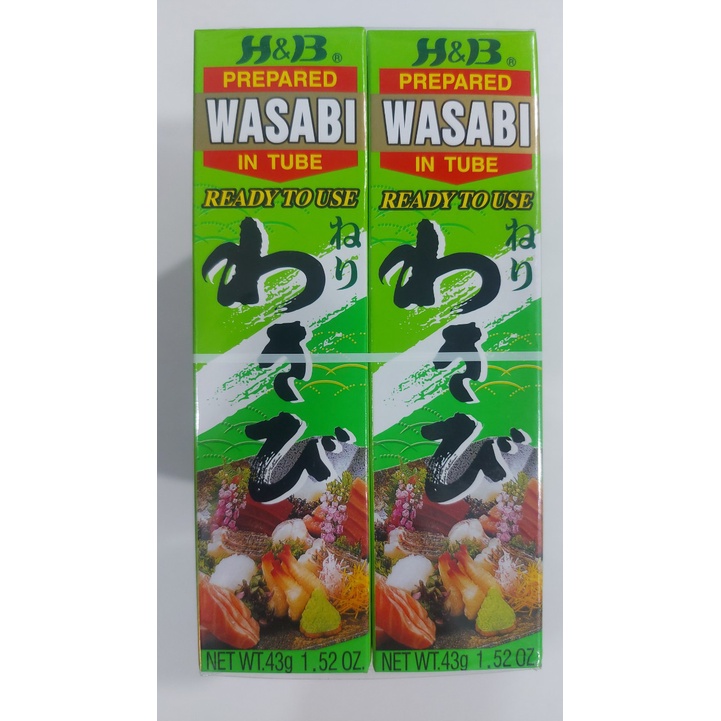 H&B®
PREPARED
WASABI
IN TUBE
READY TO USE
ねり
わさび
NET WT.43g 1.52 OZ.
H&B®
PREPARED
WASABI
IN TUBE
READY TO USE
ねり
わさび
NET WT.43g 1.52 OZ.